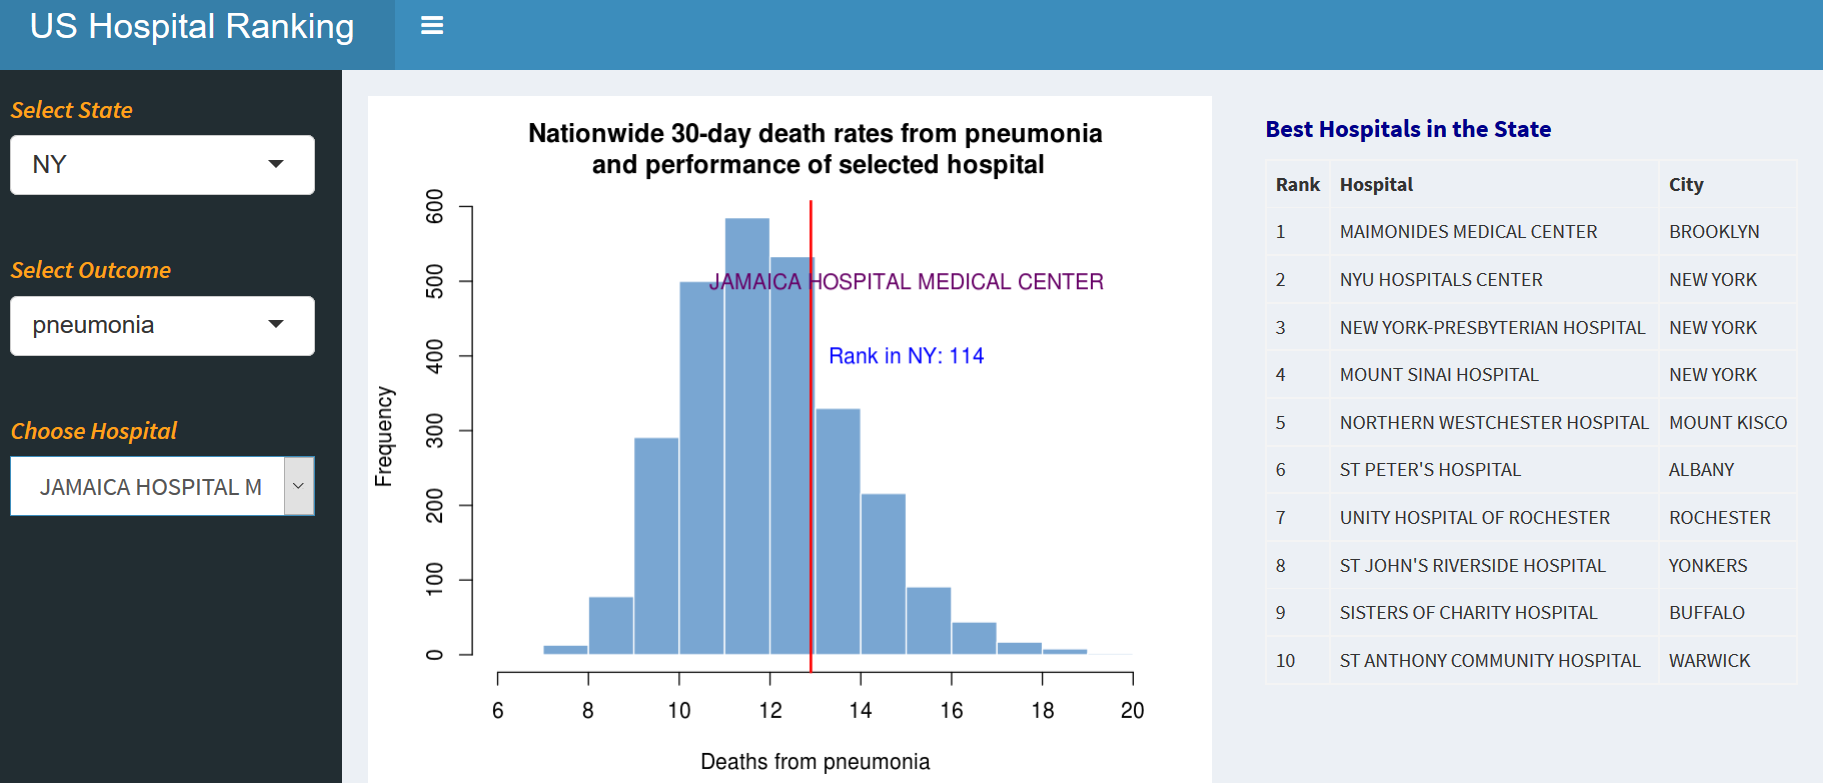 US Hospital Ranking
Select State
NY
Select Outcome
pneumonia
Choose Hospital
JAMAICA HOSPITAL M
Nationwide 30-day death rates from pneumonia
and performance of selected hospital
600
500
400
300
200
100
0
Frequency
JAMAICA HOSPITAL MEDICAL CENTER
Rank in NY: 114
6 8 10 12 14 16 18 20
Deaths from pneumonia
Best Hospitals in the State
Rank Hospital City
1 MAIMONIDES MEDICAL CENTER BROOKLYN
2 NYU HOSPITALS CENTER NEW YORK
3 NEW YORK-PRESBYTERIAN HOSPITAL NEW YORK
4 MOUNT SINAI HOSPITAL NEW YORK
5 NORTHERN WESTCHESTER HOSPITAL MOUNT KISCO
6 ST PETER'S HOSPITAL ALBANY
7 UNITY HOSPITAL OF ROCHESTER ROCHESTER
8 ST JOHN'S RIVERSIDE HOSPITAL YONKERS
9 SISTERS OF CHARITY HOSPITAL BUFFALO
10 ST ANTHONY COMMUNITY HOSPITAL WARWICK